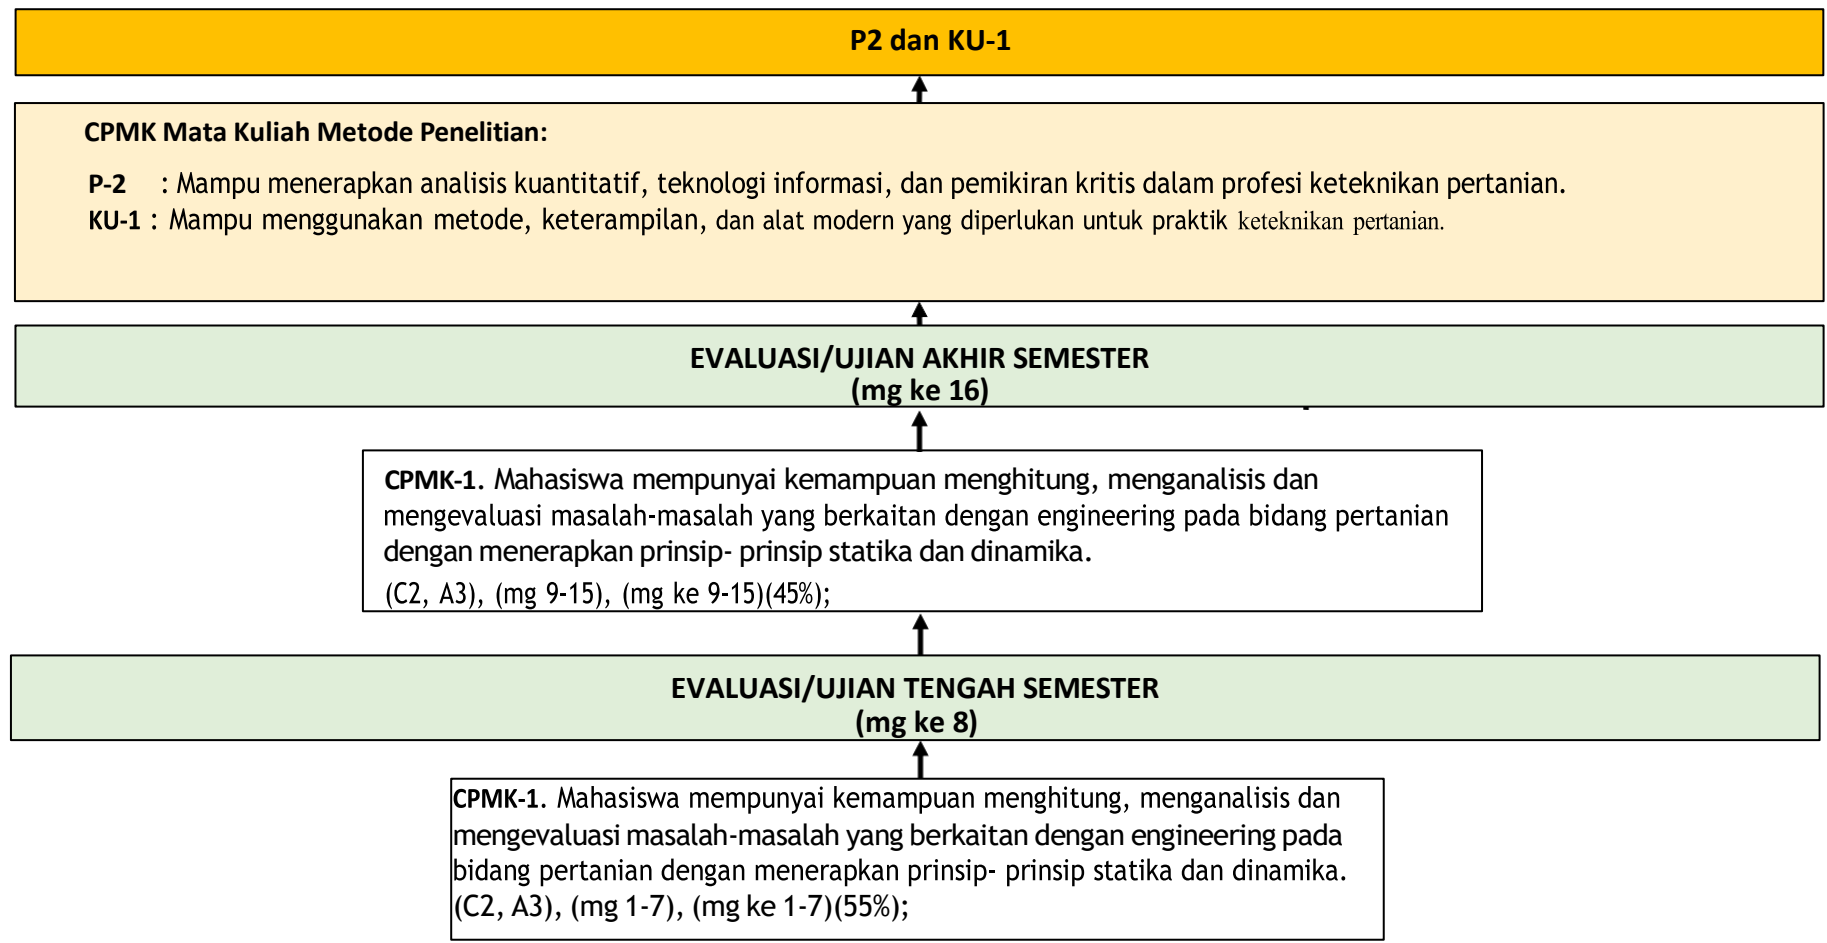 P2 dan KU-1
CPMK Mata Kuliah Metode Penelitian:
P-2 : Mampu menerapkan analisis kuantitatif, teknologi informasi, dan pemikiran kritis dalam profesi keteknikan pertanian.
KU-1 : Mampu menggunakan metode, keterampilan, dan alat modern yang diperlukan untuk praktik keteknikan pertanian.
EVALUASI/UJIAN AKHIR SEMESTER
(mg ke 16)
CPMK-1. Mahasiswa mempunyai kemampuan menghitung, menganalisis dan
mengevaluasi masalah-masalah yang berkaitan dengan engineering pada bidang pertanian
dengan menerapkan prinsip- prinsip statika dan dinamika.
(C2, A3), (mg 9-15), (mg ke 9-15)(45%);
EVALUASI/UJIAN TENGAH SEMESTER
(mg ke 8)
CPMK-1. Mahasiswa mempunyai kemampuan menghitung, menganalisis dan
mengevaluasi masalah-masalah yang berkaitan dengan engineering pada
bidang pertanian dengan menerapkan prinsip- prinsip statika dan dinamika.
(C2, A3), (mg 1-7), (mg ke 1-7)(55%);